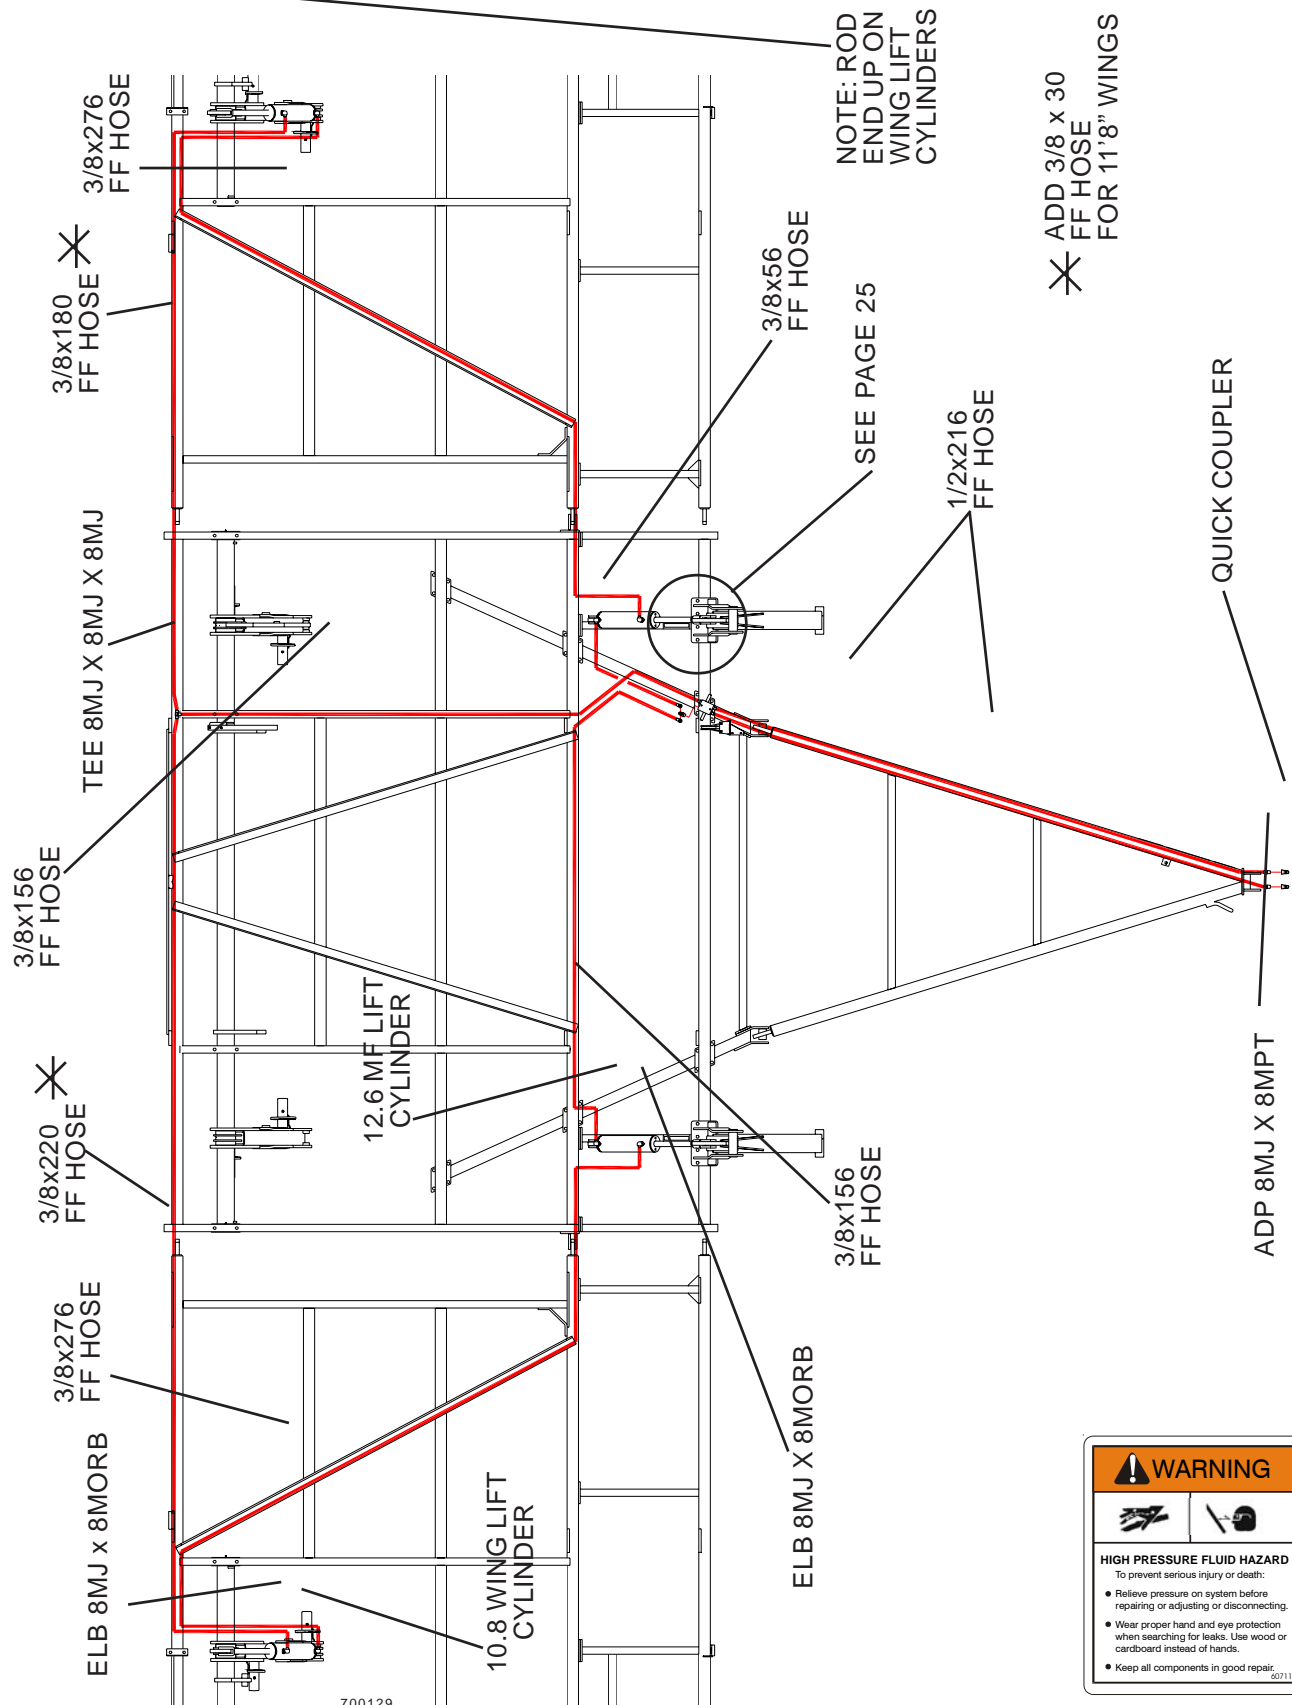 3/8x276
FF HOSE
3/8x180
FF HOSE
TEE 8MJ X 8MJ X 8MJ
3/8x156
FF HOSE
3/8x220
FF HOSE
3/8x276
FF HOSE
ELB 8MJ x 8MORB
10.8 WING LIFT
CYLINDER
12.6 MF LIFT
CYLINDER
NOTE: ROD
END UP ON
WING LIFT
CYLINDERS
ADD 3/8 x 30
FF HOSE
FOR 11'8" WINGS
3/8x56
FF HOSE
SEE PAGE 25
1/2x216
FF HOSE
QUICK COUPLER
ADP 8MJ X 8MPT
3/8x156
FF HOSE
ELB 8MJ X 8MORB
700129
WARNING
HIGH PRESSURE FLUID HAZARD
To prevent serious injury or death:
● Relieve pressure on system before
repairing or adjusting or disconnecting.
● Wear proper hand and eye protection
when searching for leaks. Use wood or
cardboard instead of hands.
● Keep all components in good repair.